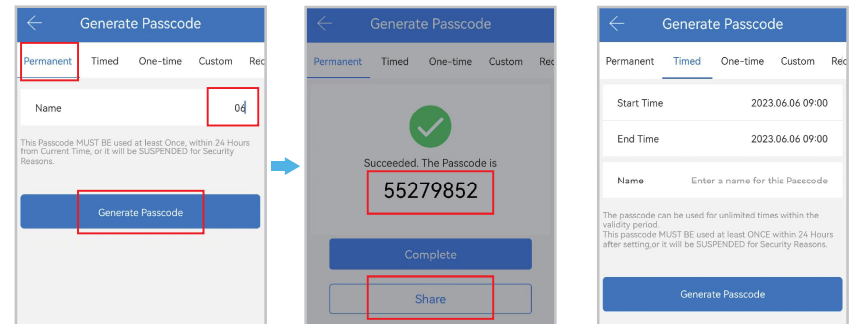 Generate Passcode
Permanent Timed One-time Custom Rec
Name 06
This Passcode MUST BE used at least Once, within 24 Hours
from Current Time, or it will be SUSPENDED for Security
Reasons.
Generate Passcode
Generate Passcode
Permanent Timed One-time Custom Rec
Succeeded. The Passcode is
55279852
Complete
Share
Generate Passcode
Permanent Timed One-time Custom Rec
Start Time 2023.06.06 09:00
End Time 2023.06.06 09:00
Name Enter a name for this Passcode
The passcode can be used for unlimited times within the
validity period.
This passcode MUST BE used at least ONCE within 24 Hours
after setting,or it will be SUSPENDED for Security Reasons.
Generate Passcode